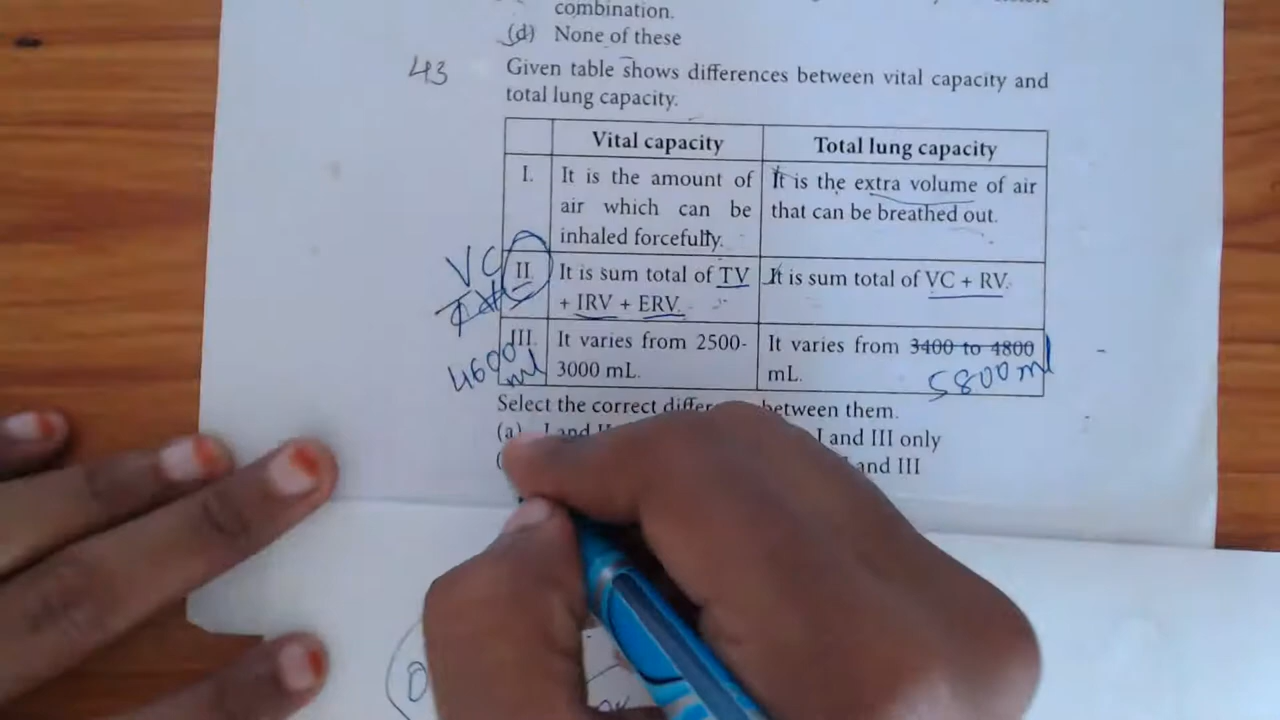 combination.
(d) None of these
43 Given table shows differences between vital capacity and
total lung capacity.
Vital capacity Total lung capacity
I. It is the amount of air which can be inhaled forcefully. It is the extra volume of air that can be breathed out.
VC
II. It is sum total of TV + IRV + ERV. It is sum total of VC + RV.
III. It varies from 2500-3000 mL. It varies from 3400 to 4800 mL.
4600 ml
5800 ml
Select the correct between them.
(a) I and I and III only
and III